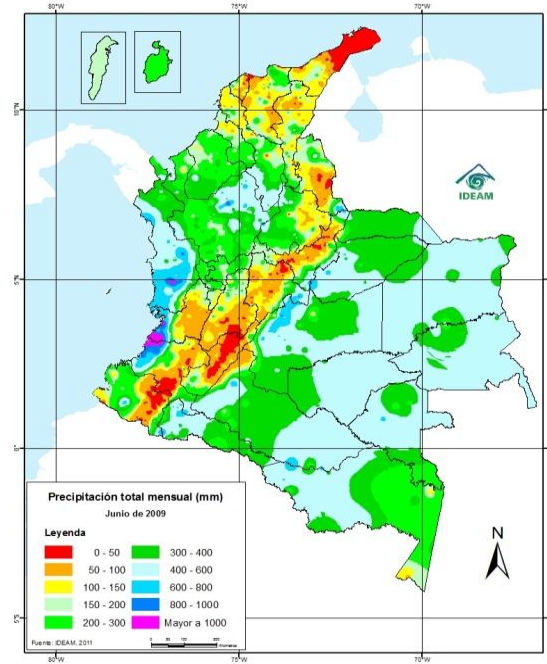 80°W 75°W 70°W
10°N
5°N
0°
5°S
IDEAM
Precipitación total mensual (mm)
Junio de 2009
Leyenda
0 - 50
50 - 100
100 - 150
150 - 200
200 - 300
300 - 400
400 - 600
600 - 800
800 - 1000
Mayor a 1000
Fuente: IDEAM, 2011
N
80°W 75°W 70°W